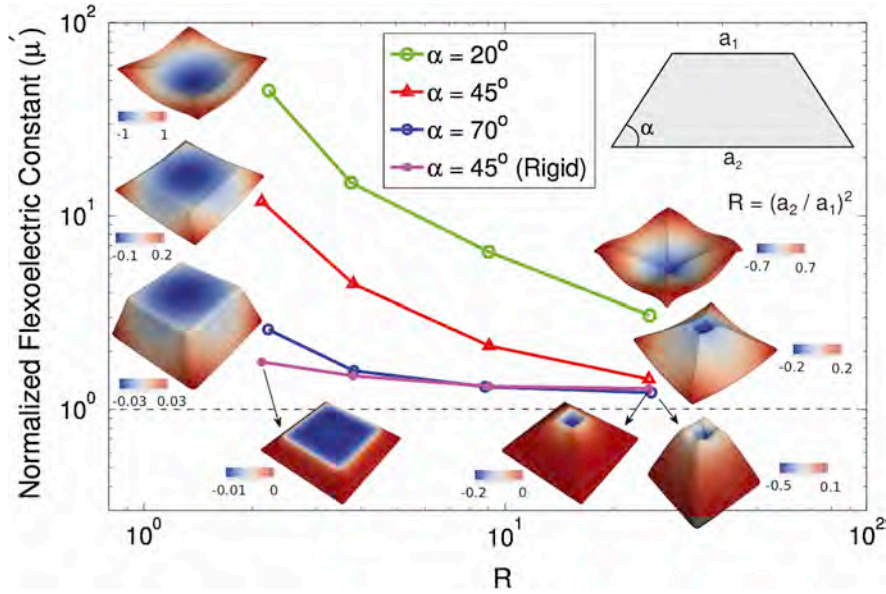 Normalized Flexoelectric Constant (μ´)
10²
10¹
10⁰
10⁰
10¹
10²
R
α = 20°
α = 45°
α = 70°
α = 45° (Rigid)
a₁
α
a₂
R = (a₂ / a₁)²
-1 1
-0.1 0.2
-0.03 0.03
-0.01 0
-0.2 0
-0.5 0.1
-0.7 0.7
-0.2 0.2